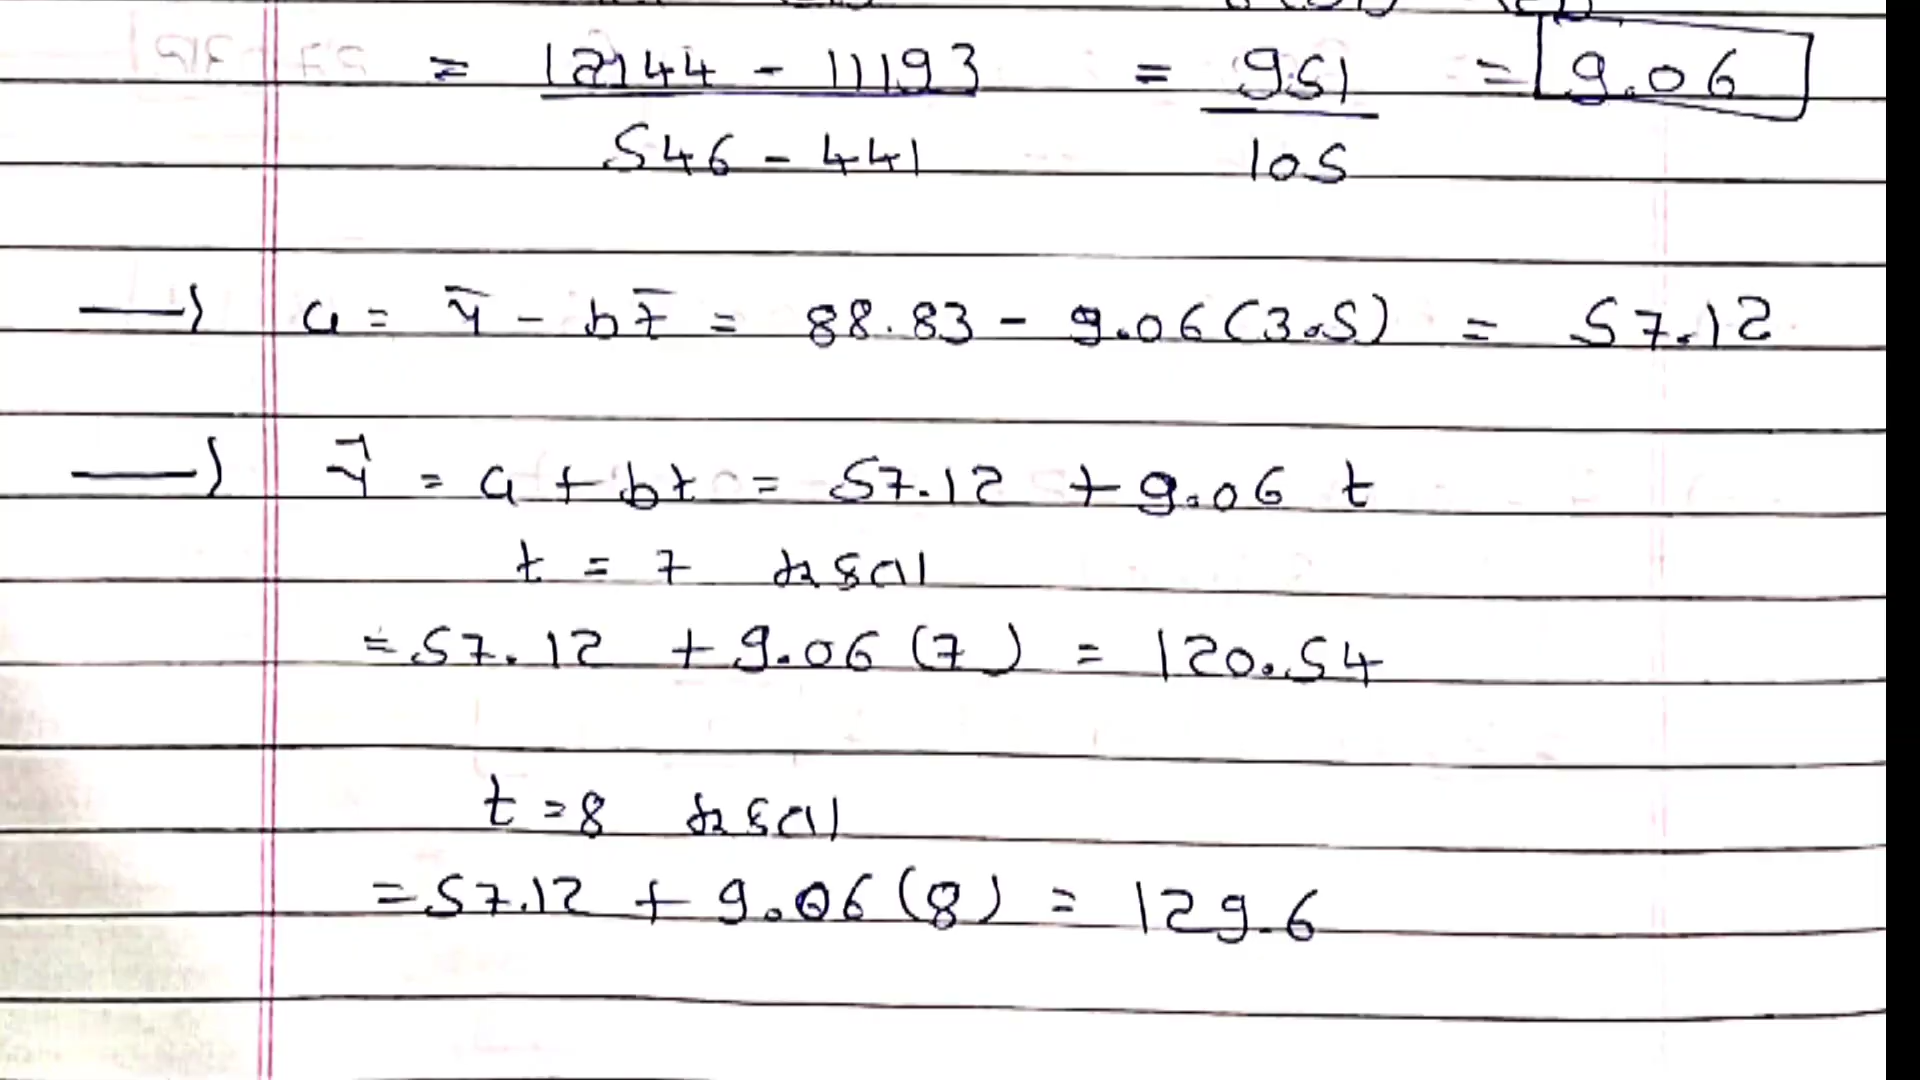 = 12144 - 11193 / 546 - 441 = 951 / 105 = 9.06
→ a = ȳ - bt̄ = 88.83 - 9.06(3.5) = 57.12
→ ŷ = a + bt = 57.12 + 9.06 t
t = 7
= 57.12 + 9.06 (7) = 120.54
t = 8
= 57.12 + 9.06 (8) = 129.6